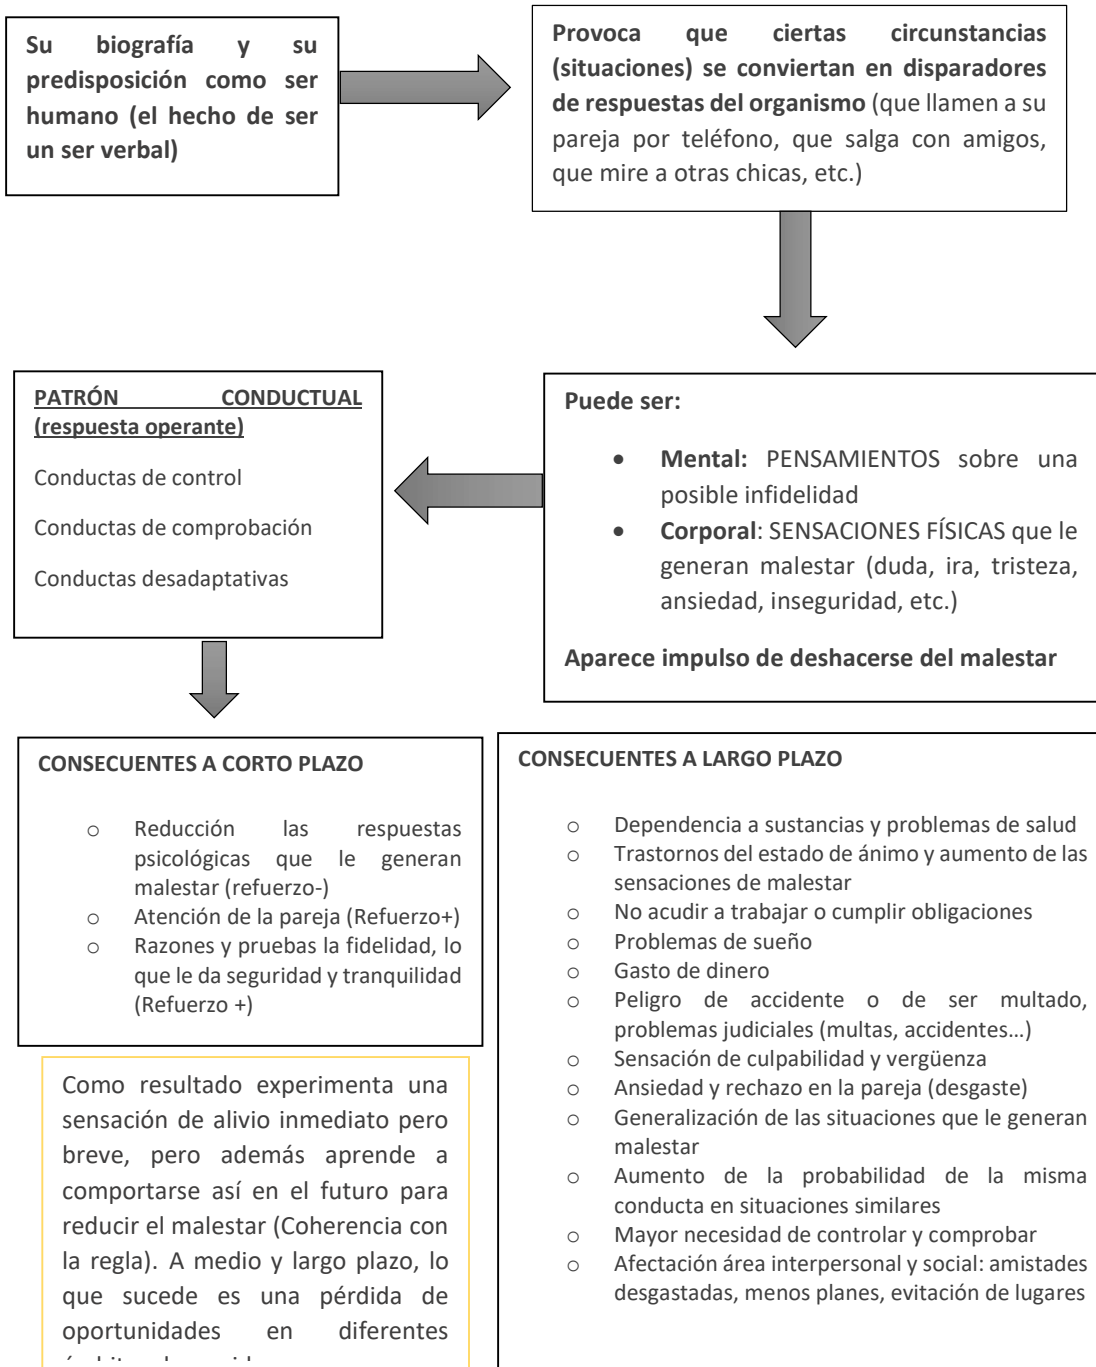 Su biografía y su
predisposición como ser
humano (el hecho de ser
un ser verbal)
Provoca que ciertas circunstancias
(situaciones) se conviertan en disparadores
de respuestas del organismo (que llamen a su
pareja por teléfono, que salga con amigos,
que mire a otras chicas, etc.)
Puede ser:
• Mental: PENSAMIENTOS sobre una
posible infidelidad
• Corporal: SENSACIONES FÍSICAS que le
generan malestar (duda, ira, tristeza,
ansiedad, inseguridad, etc.)
Aparece impulso de deshacerse del malestar
PATRÓN CONDUCTUAL
(respuesta operante)
Conductas de control
Conductas de comprobación
Conductas desadaptativas
CONSECUENTES A CORTO PLAZO
o Reducción las respuestas
psicológicas que le generan
malestar (refuerzo-)
o Atención de la pareja (Refuerzo+)
o Razones y pruebas la fidelidad, lo
que le da seguridad y tranquilidad
(Refuerzo +)
Como resultado experimenta una
sensación de alivio inmediato pero
breve, pero además aprende a
comportarse así en el futuro para
reducir el malestar (Coherencia con
la regla). A medio y largo plazo, lo
que sucede es una pérdida de
oportunidades en diferentes
CONSECUENTES A LARGO PLAZO
o Dependencia a sustancias y problemas de salud
o Trastornos del estado de ánimo y aumento de las
sensaciones de malestar
o No acudir a trabajar o cumplir obligaciones
o Problemas de sueño
o Gasto de dinero
o Peligro de accidente o de ser multado,
problemas judiciales (multas, accidentes…)
o Sensación de culpabilidad y vergüenza
o Ansiedad y rechazo en la pareja (desgaste)
o Generalización de las situaciones que le generan
malestar
o Aumento de la probabilidad de la misma
conducta en situaciones similares
o Mayor necesidad de controlar y comprobar
o Afectación área interpersonal y social: amistades
desgastadas, menos planes, evitación de lugares